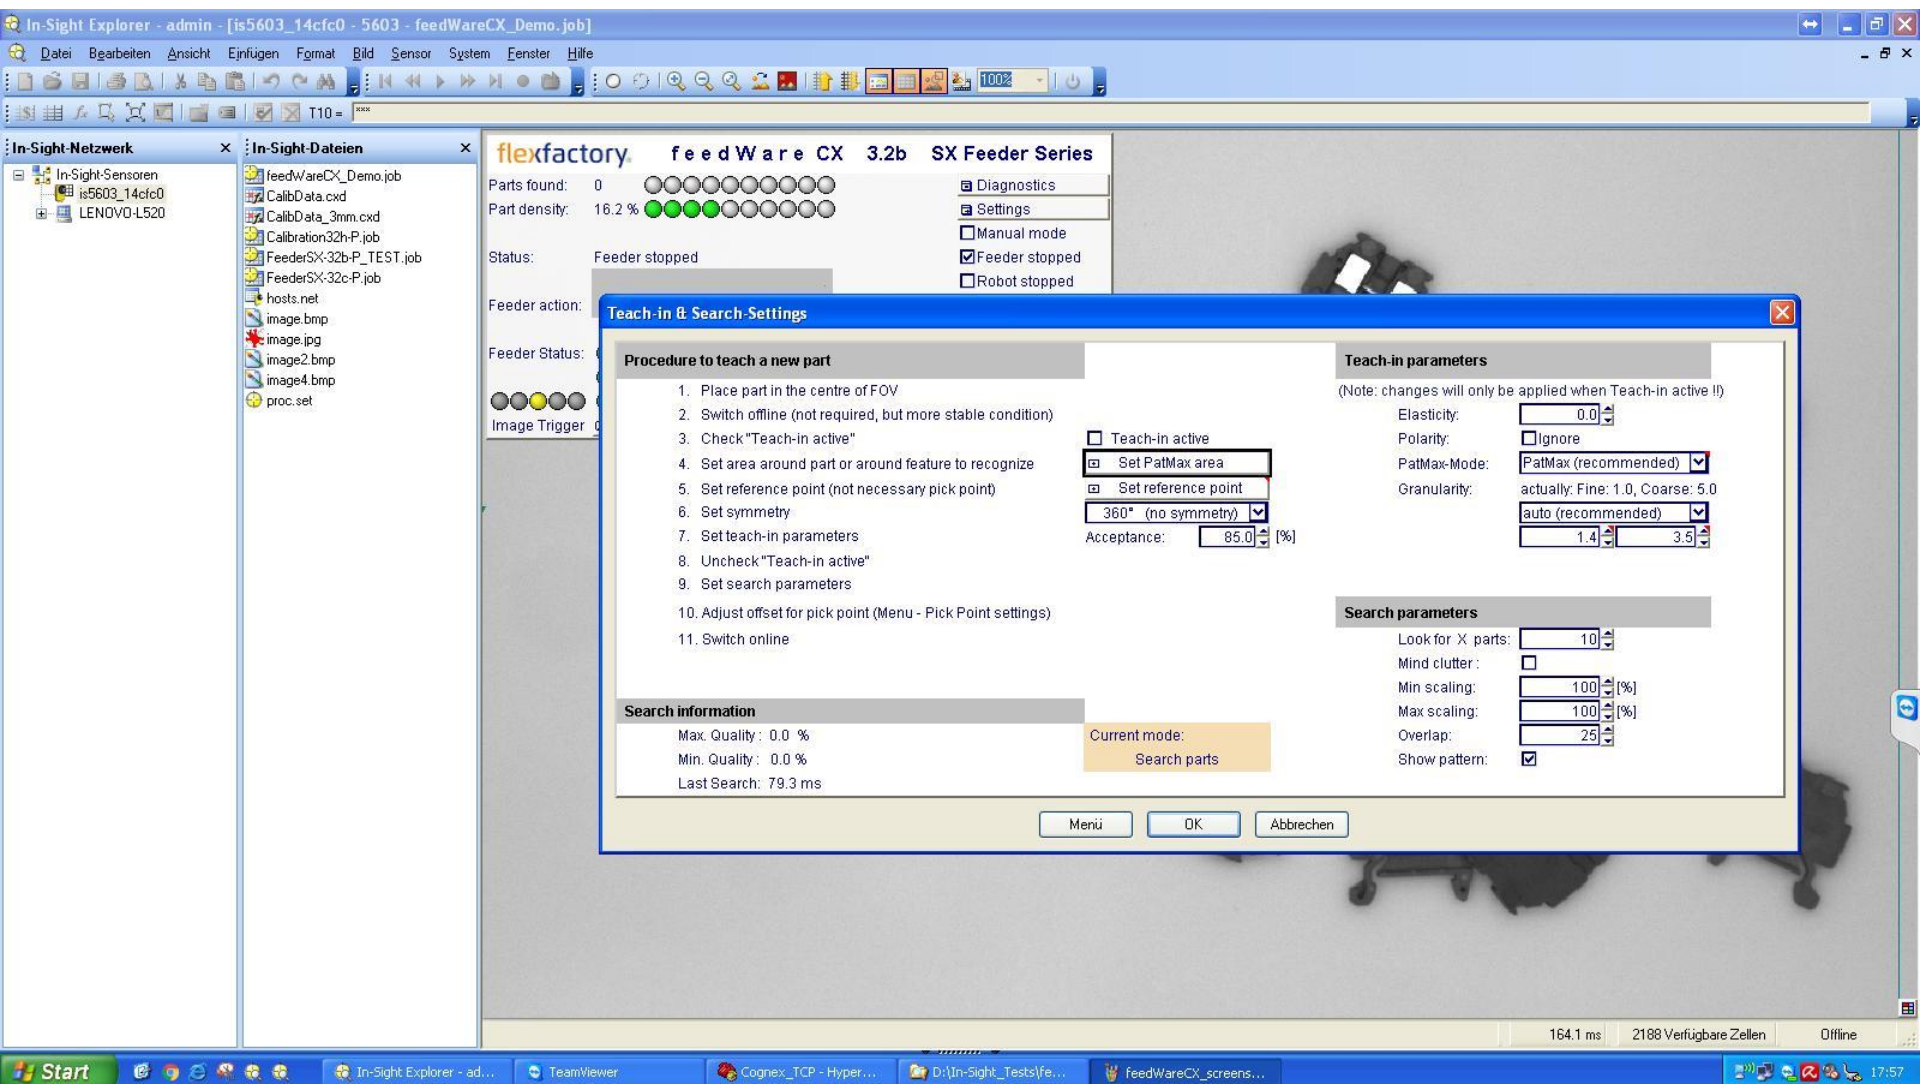 In-Sight Explorer - admin - [is5603_14cfc0 - 5603 - feedWareCX_Demo.job]
Datei Bearbeiten Ansicht Einfügen Format Bild Sensor System Fenster Hilfe
100%
T10 = ***
In-Sight-Netzwerk
In-Sight-Sensoren
is5603_14cfc0
LENOVO-L520
In-Sight-Dateien
feedWareCX_Demo.job
CalibData.cxd
CalibData_3mm.cxd
Calibration32h-P.job
FeederSX-32b-P_TEST.job
FeederSX-32c-P.job
hosts.net
image.bmp
image.jpg
image2.bmp
image4.bmp
proc.set
flexfactory. feedWare CX 3.2b SX Feeder Series
Parts found: 0
Part density: 16.2 %
Diagnostics
Settings
Manual mode
Status: Feeder stopped
Feeder stopped
Robot stopped
Feeder action:
Feeder Status:
Image Trigger
Teach-in & Search-Settings
Procedure to teach a new part
1. Place part in the centre of FOV
2. Switch offline (not required, but more stable condition)
3. Check "Teach-in active"
Teach-in active
4. Set area around part or around feature to recognize
Set PatMax area
5. Set reference point (not necessary pick point)
Set reference point
6. Set symmetry
360° (no symmetry)
7. Set teach-in parameters
Acceptance: 85.0 [%]
8. Uncheck "Teach-in active"
9. Set search parameters
10. Adjust offset for pick point (Menu - Pick Point settings)
11. Switch online
Teach-in parameters
(Note: changes will only be applied when Teach-in active !!)
Elasticity: 0.0
Polarity: Ignore
PatMax-Mode: PatMax (recommended)
Granularity: actually: Fine: 1.0, Coarse: 5.0
auto (recommended)
1.4 3.5
Search parameters
Look for X parts: 10
Mind clutter :
Min scaling: 100 [%]
Max scaling: 100 [%]
Overlap: 25
Show pattern:
Search information
Max. Quality : 0.0 %
Min. Quality : 0.0 %
Last Search: 79.3 ms
Current mode:
Search parts
Menü OK Abbrechen
164.1 ms 2188 Verfügbare Zellen Offline
Start In-Sight Explorer - ad... TeamViewer Cognex_TCP - Hyper... D:\In-Sight_Tests\fe... feedWareCX_screens... 17:57